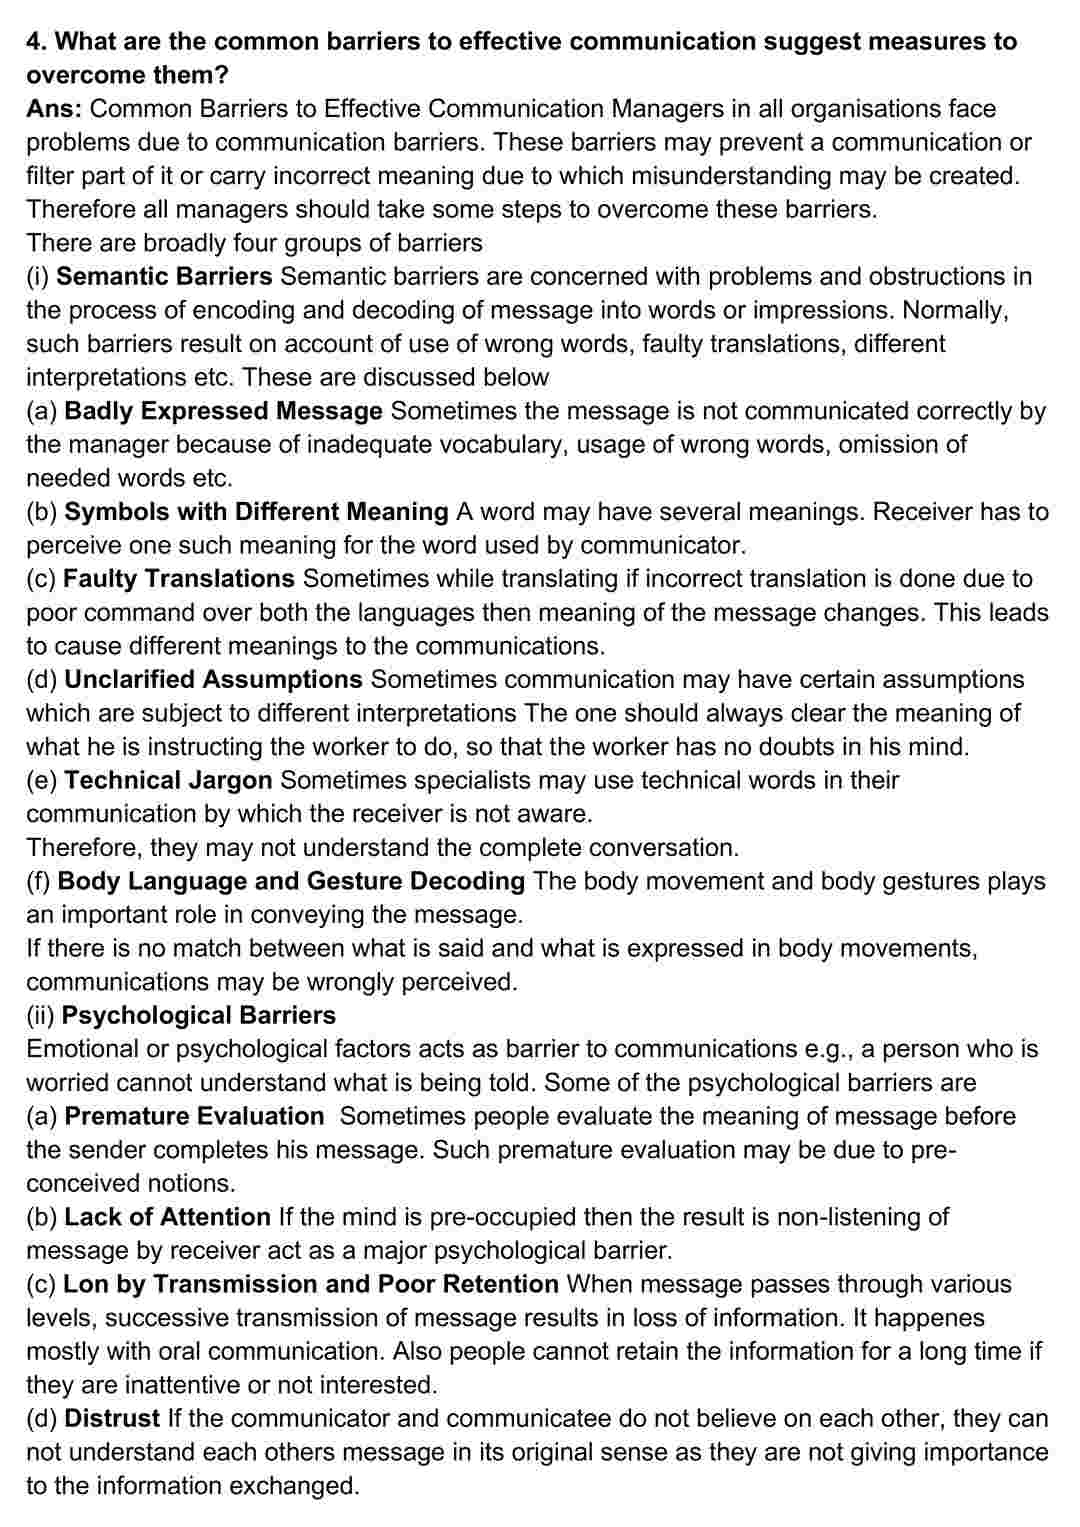 4. What are the common barriers to effective communication suggest measures to
overcome them?
Ans: Common Barriers to Effective Communication Managers in all organisations face
problems due to communication barriers. These barriers may prevent a communication or
filter part of it or carry incorrect meaning due to which misunderstanding may be created.
Therefore all managers should take some steps to overcome these barriers.
There are broadly four groups of barriers
(i) Semantic Barriers Semantic barriers are concerned with problems and obstructions in
the process of encoding and decoding of message into words or impressions. Normally,
such barriers result on account of use of wrong words, faulty translations, different
interpretations etc. These are discussed below
(a) Badly Expressed Message Sometimes the message is not communicated correctly by
the manager because of inadequate vocabulary, usage of wrong words, omission of
needed words etc.
(b) Symbols with Different Meaning A word may have several meanings. Receiver has to
perceive one such meaning for the word used by communicator.
(c) Faulty Translations Sometimes while translating if incorrect translation is done due to
poor command over both the languages then meaning of the message changes. This leads
to cause different meanings to the communications.
(d) Unclarified Assumptions Sometimes communication may have certain assumptions
which are subject to different interpretations The one should always clear the meaning of
what he is instructing the worker to do, so that the worker has no doubts in his mind.
(e) Technical Jargon Sometimes specialists may use technical words in their
communication by which the receiver is not aware.
Therefore, they may not understand the complete conversation.
(f) Body Language and Gesture Decoding The body movement and body gestures plays
an important role in conveying the message.
If there is no match between what is said and what is expressed in body movements,
communications may be wrongly perceived.
(ii) Psychological Barriers
Emotional or psychological factors acts as barrier to communications e.g., a person who is
worried cannot understand what is being told. Some of the psychological barriers are
(a) Premature Evaluation Sometimes people evaluate the meaning of message before
the sender completes his message. Such premature evaluation may be due to pre-
conceived notions.
(b) Lack of Attention If the mind is pre-occupied then the result is non-listening of
message by receiver act as a major psychological barrier.
(c) Lon by Transmission and Poor Retention When message passes through various
levels, successive transmission of message results in loss of information. It happenes
mostly with oral communication. Also people cannot retain the information for a long time if
they are inattentive or not interested.
(d) Distrust If the communicator and communicatee do not believe on each other, they can
not understand each others message in its original sense as they are not giving importance
to the information exchanged.